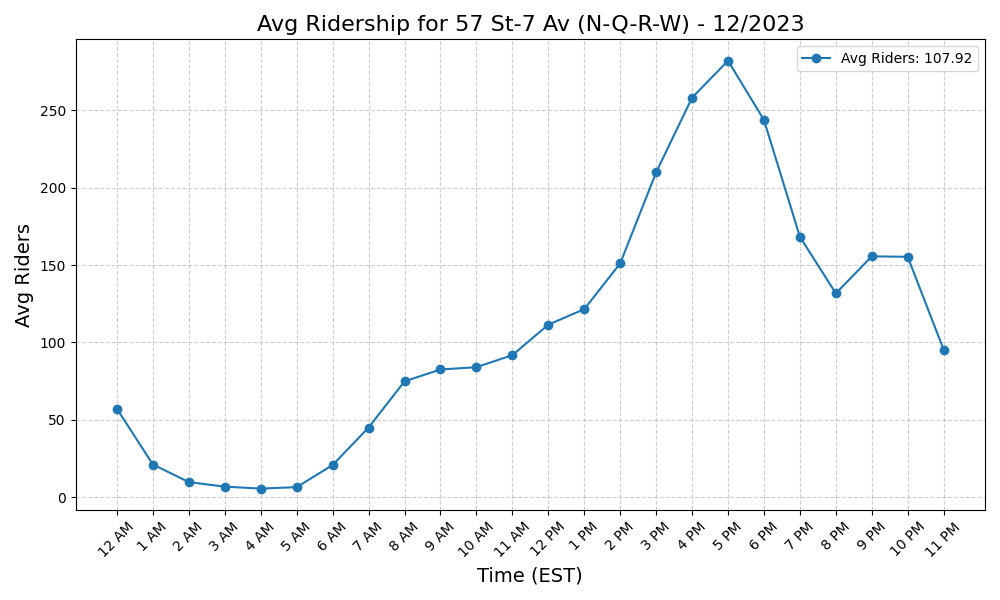 Avg Ridership for 57 St-7 Av (N-Q-R-W) - 12/2023
Avg Riders: 107.92
Avg Riders
250
200
150
100
50
0
12 AM
1 AM
2 AM
3 AM
4 AM
5 AM
6 AM
7 AM
8 AM
9 AM
10 AM
11 AM
12 PM
1 PM
2 PM
3 PM
4 PM
5 PM
6 PM
7 PM
8 PM
9 PM
10 PM
11 PM
Time (EST)